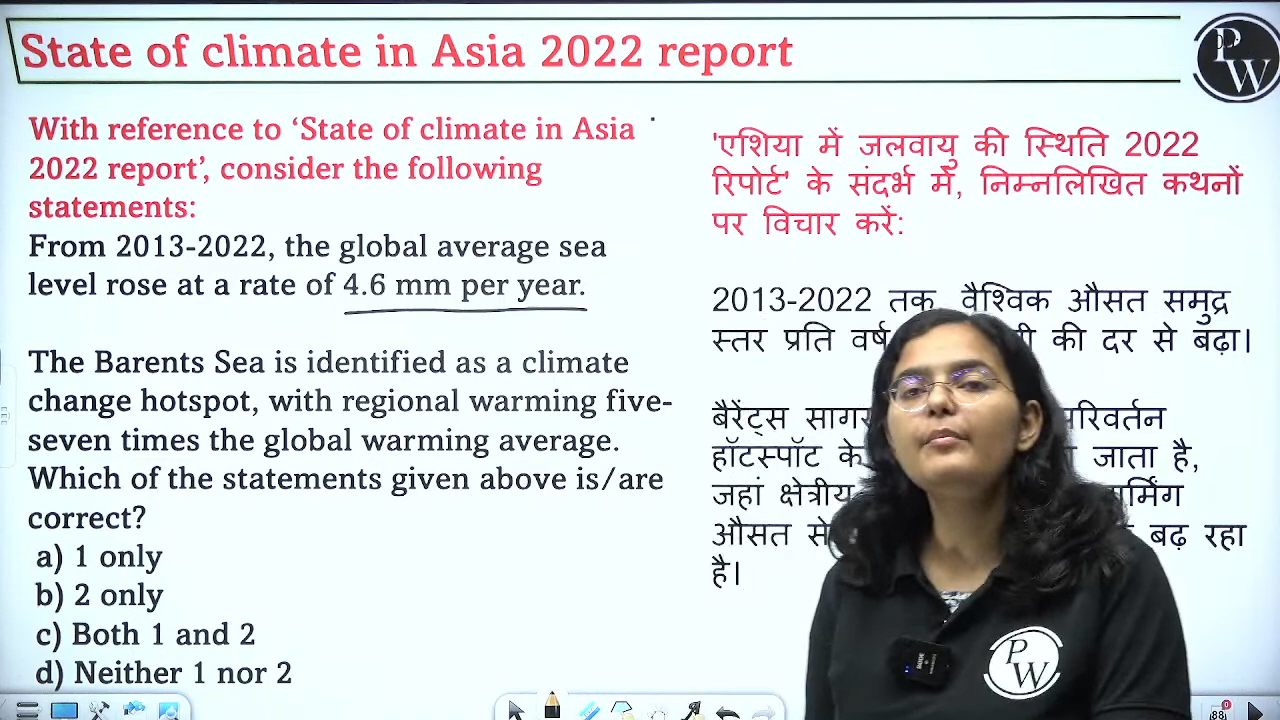 State of climate in Asia 2022 report
PW
With reference to ‘State of climate in Asia
2022 report’, consider the following
statements:
From 2013-2022, the global average sea
level rose at a rate of 4.6 mm per year.
The Barents Sea is identified as a climate
change hotspot, with regional warming five-
seven times the global warming average.
Which of the statements given above is/are
correct?
a) 1 only
b) 2 only
c) Both 1 and 2
d) Neither 1 nor 2
'एशिया में जलवायु की स्थिति 2022
रिपोर्ट' के संदर्भ में, निम्नलिखित कथनों
पर विचार करें:
2013-2022 तक, वैश्विक औसत समुद्र
स्तर प्रति वर्ष की दर से बढ़ा।
बैरेंट्स
हॉटस्पॉट के जाता है,
जहां क्षेत्रीय
औसत से बढ़ रहा
है।
PW